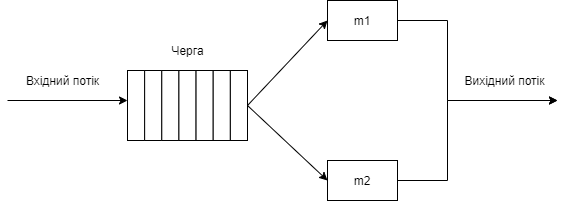 m1
Черга
Вхідний потік
Вихідний потік
m2